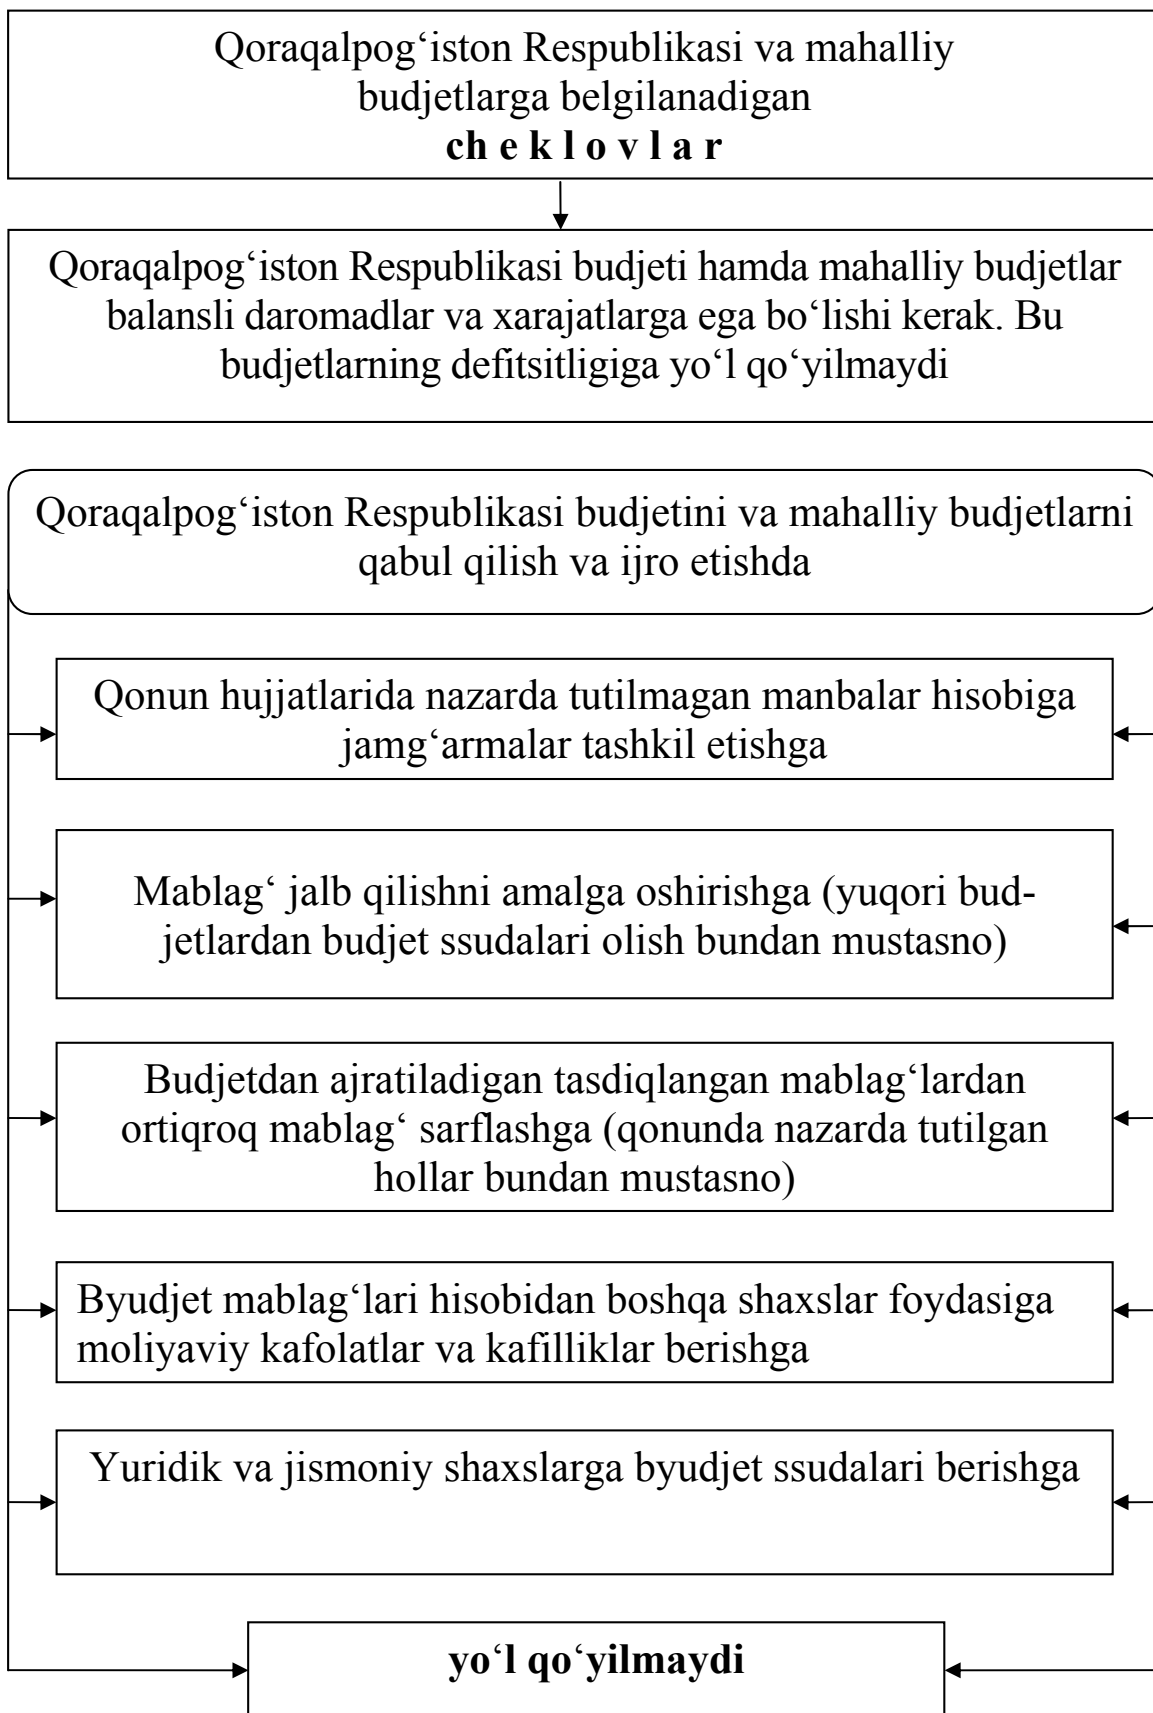 Qoraqalpog‘iston Respublikasi va mahalliy
budjetlarga belgilanadigan
ch e k l o v l a r
Qoraqalpog‘iston Respublikasi budjeti hamda mahalliy budjetlar
balansli daromadlar va xarajatlarga ega bo‘lishi kerak. Bu
budjetlarning defitsitligiga yo‘l qo‘yilmaydi
Qoraqalpog‘iston Respublikasi budjetini va mahalliy budjetlarni
qabul qilish va ijro etishda
Qonun hujjatlarida nazarda tutilmagan manbalar hisobiga
jamg‘armalar tashkil etishga
Mablag‘ jalb qilishni amalga oshirishga (yuqori bud-
jetlardan budjet ssudalari olish bundan mustasno)
Budjetdan ajratiladigan tasdiqlangan mablag‘lardan
ortiqroq mablag‘ sarflashga (qonunda nazarda tutilgan
hollar bundan mustasno)
Byudjet mablag‘lari hisobidan boshqa shaxslar foydasiga
moliyaviy kafolatlar va kafilliklar berishga
Yuridik va jismoniy shaxslarga byudjet ssudalari berishga
yo‘l qo‘yilmaydi